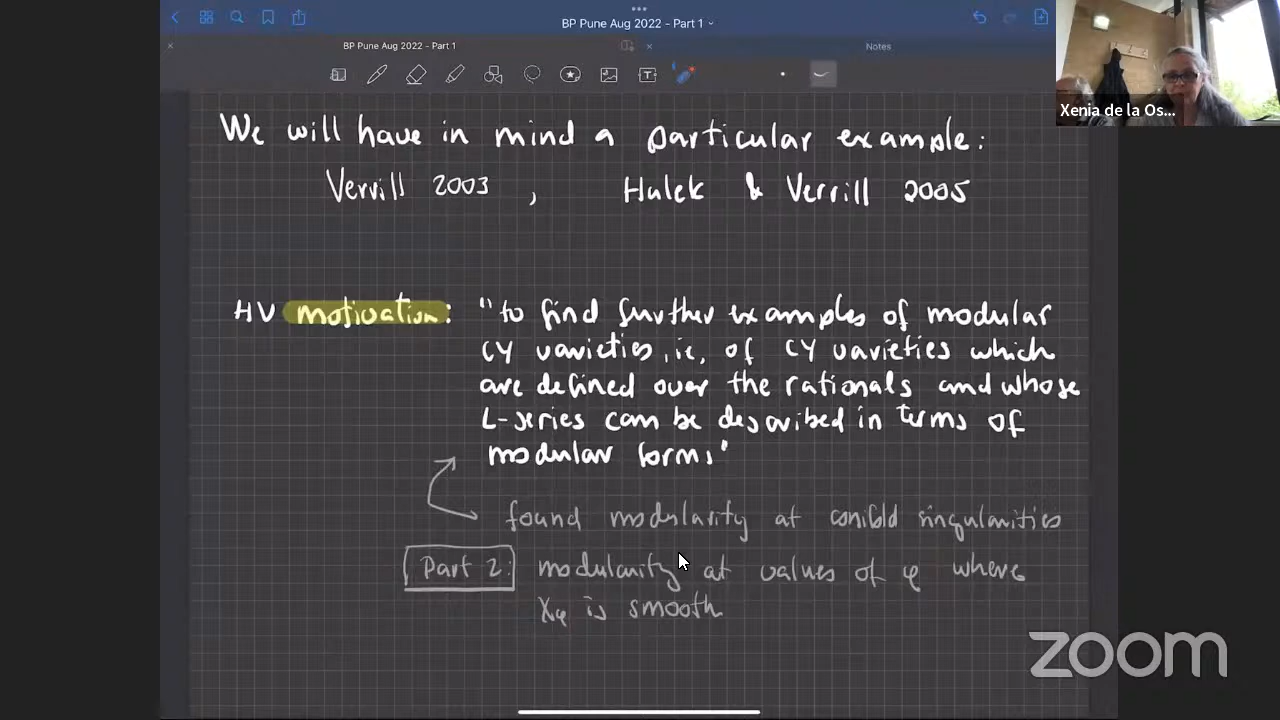 BP Pune Aug 2022 - Part 1
BP Pune Aug 2022 - Part 1
Notes
Xenia de la Os...
We will have in mind a particular example:
Verrill 2003 , Hulek & Verrill 2005
HV motivation: "to find further examples of modular
CY varieties, ie, of CY varieties which
are defined over the rationals and whose
L-series can be described in terms of
modular forms"
found modularity at conifold singularities
Part 2: modularity at values of φ where
Xφ is smooth
zoom